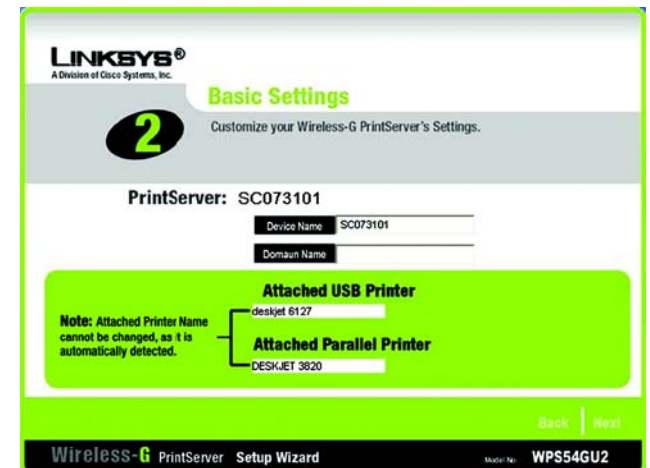 LINKSYS®
A Division of Cisco Systems, Inc.
Basic Settings
2
Customize your Wireless-G PrintServer's Settings.
PrintServer: SC073101
Device Name SC073101
Domaun Name
Attached USB Printer
deskjet 6127
Note: Attached Printer Name
cannot be changed, as it is
automatically detected.
Attached Parallel Printer
DESKJET 3820
Back Next
Wireless-G PrintServer Setup Wizard Model No. WPS54GU2